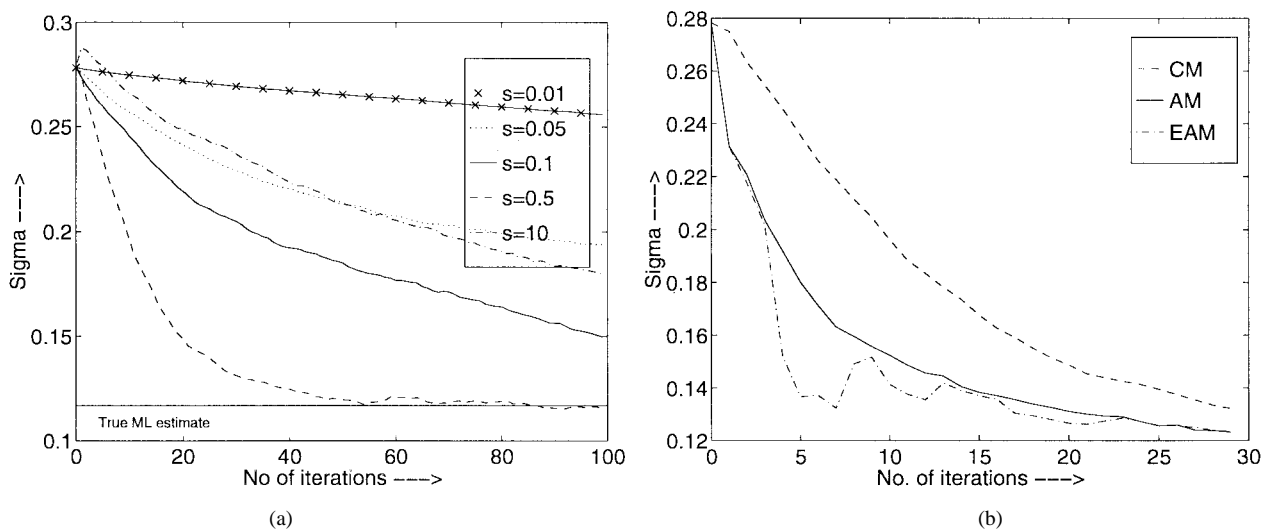 0.3
0.25
0.2
0.15
0.1
Sigma --->
s=0.01
s=0.05
s=0.1
s=0.5
s=10
True ML estimate
0
20
40
60
80
100
No of iterations --->
(a)
0.28
0.26
0.24
0.22
0.2
0.18
0.16
0.14
0.12
Sigma --->
CM
AM
EAM
0
5
10
15
20
25
30
No. of iterations --->
(b)